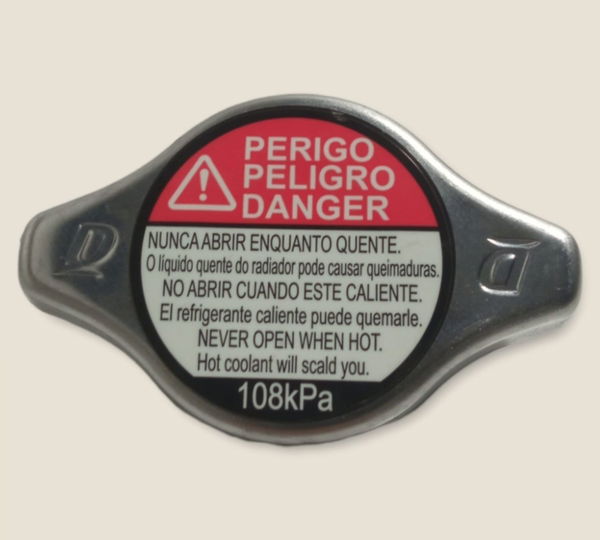 PERIGO
PELIGRO
DANGER
NUNCA ABRIR ENQUANTO QUENTE.
O líquido quente do radiador pode causar queimaduras.
NO ABRIR CUANDO ESTE CALIENTE.
El refrigerante caliente puede quemarle.
NEVER OPEN WHEN HOT.
Hot coolant will scald you.
108kPa